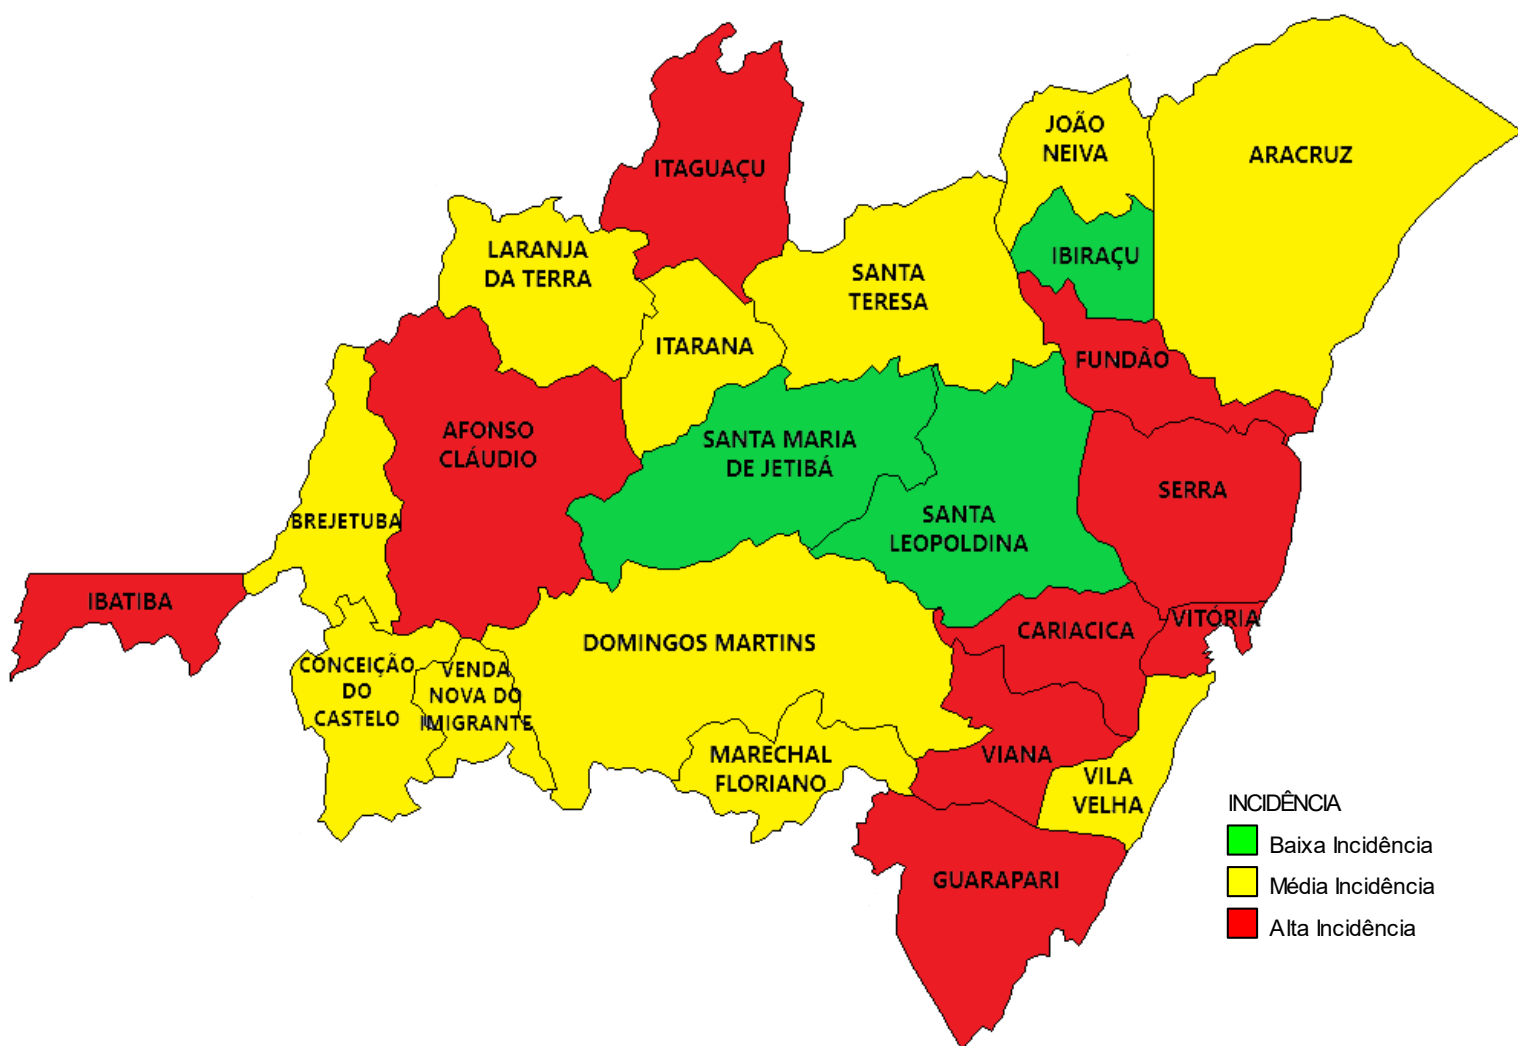 JOÃO
NEIVA
ARACRUZ
ITAGUAÇU
LARANJA
DA TERRA
SANTA
TERESA
IBIRAÇU
ITARANA
FUNDÃO
AFONSO
CLÁUDIO
SANTA MARIA
DE JETIBÁ
SERRA
BREJETUBA
SANTA
LEOPOLDINA
IBATIBA
VITÓRIA
CARIACICA
DOMINGOS MARTINS
CONCEIÇÃO
DO
CASTELO
VENDA
NOVA DO
IMIGRANTE
MARECHAL
FLORIANO
VIANA
VILA
VELHA
GUARAPARI
INCIDÊNCIA
Baixa Incidência
Média Incidência
Alta Incidência